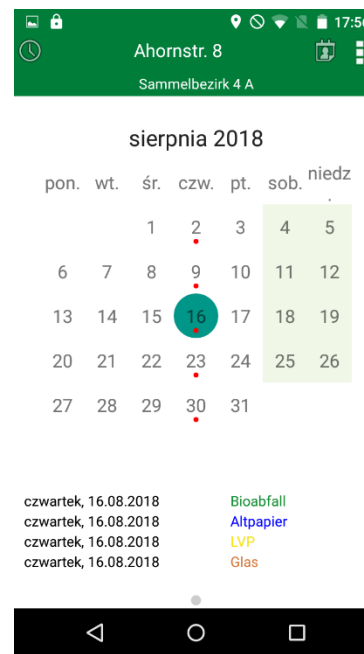 17:56
Ahornstr. 8
Sammelbezirk 4 A
sierpnia 2018
pon. wt. śr. czw. pt. sob. niedz.
1 2 3 4 5
6 7 8 9 10 11 12
13 14 15 16 17 18 19
20 21 22 23 24 25 26
27 28 29 30 31
czwartek, 16.08.2018 Bioabfall
czwartek, 16.08.2018 Altpapier
czwartek, 16.08.2018 LVP
czwartek, 16.08.2018 Glas